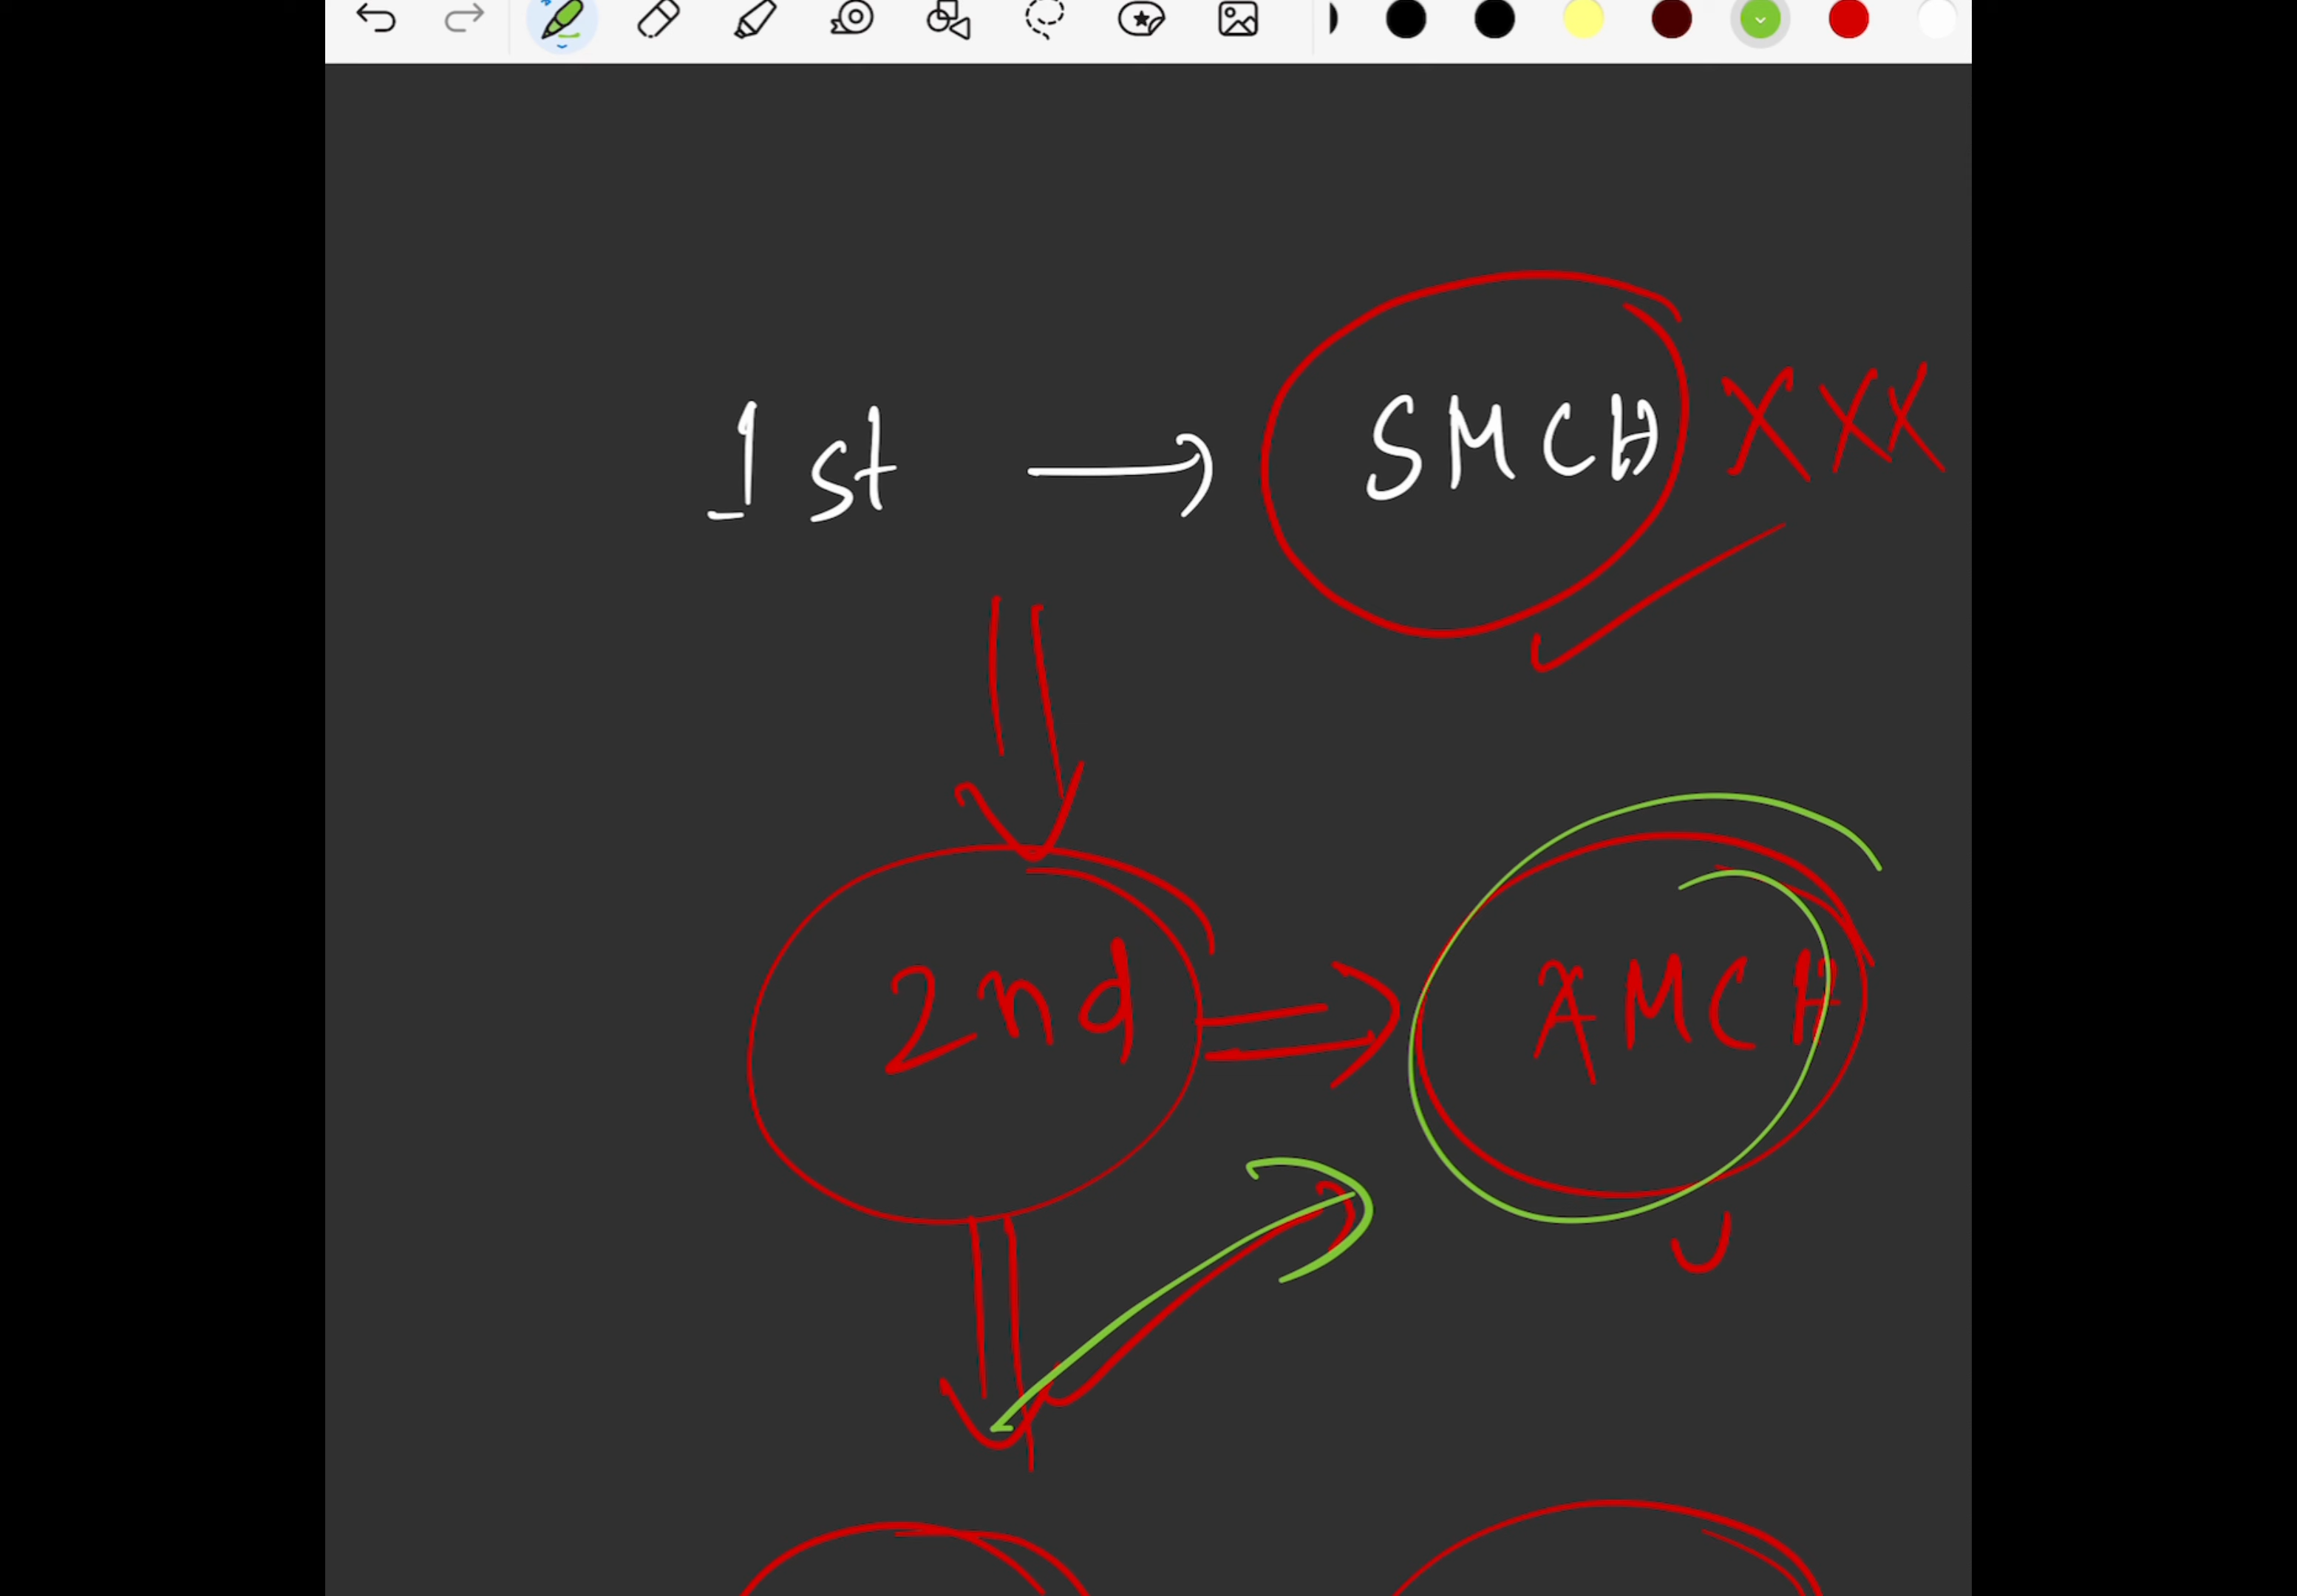 1st → SMCH XXX
2nd ⇒ AMCH